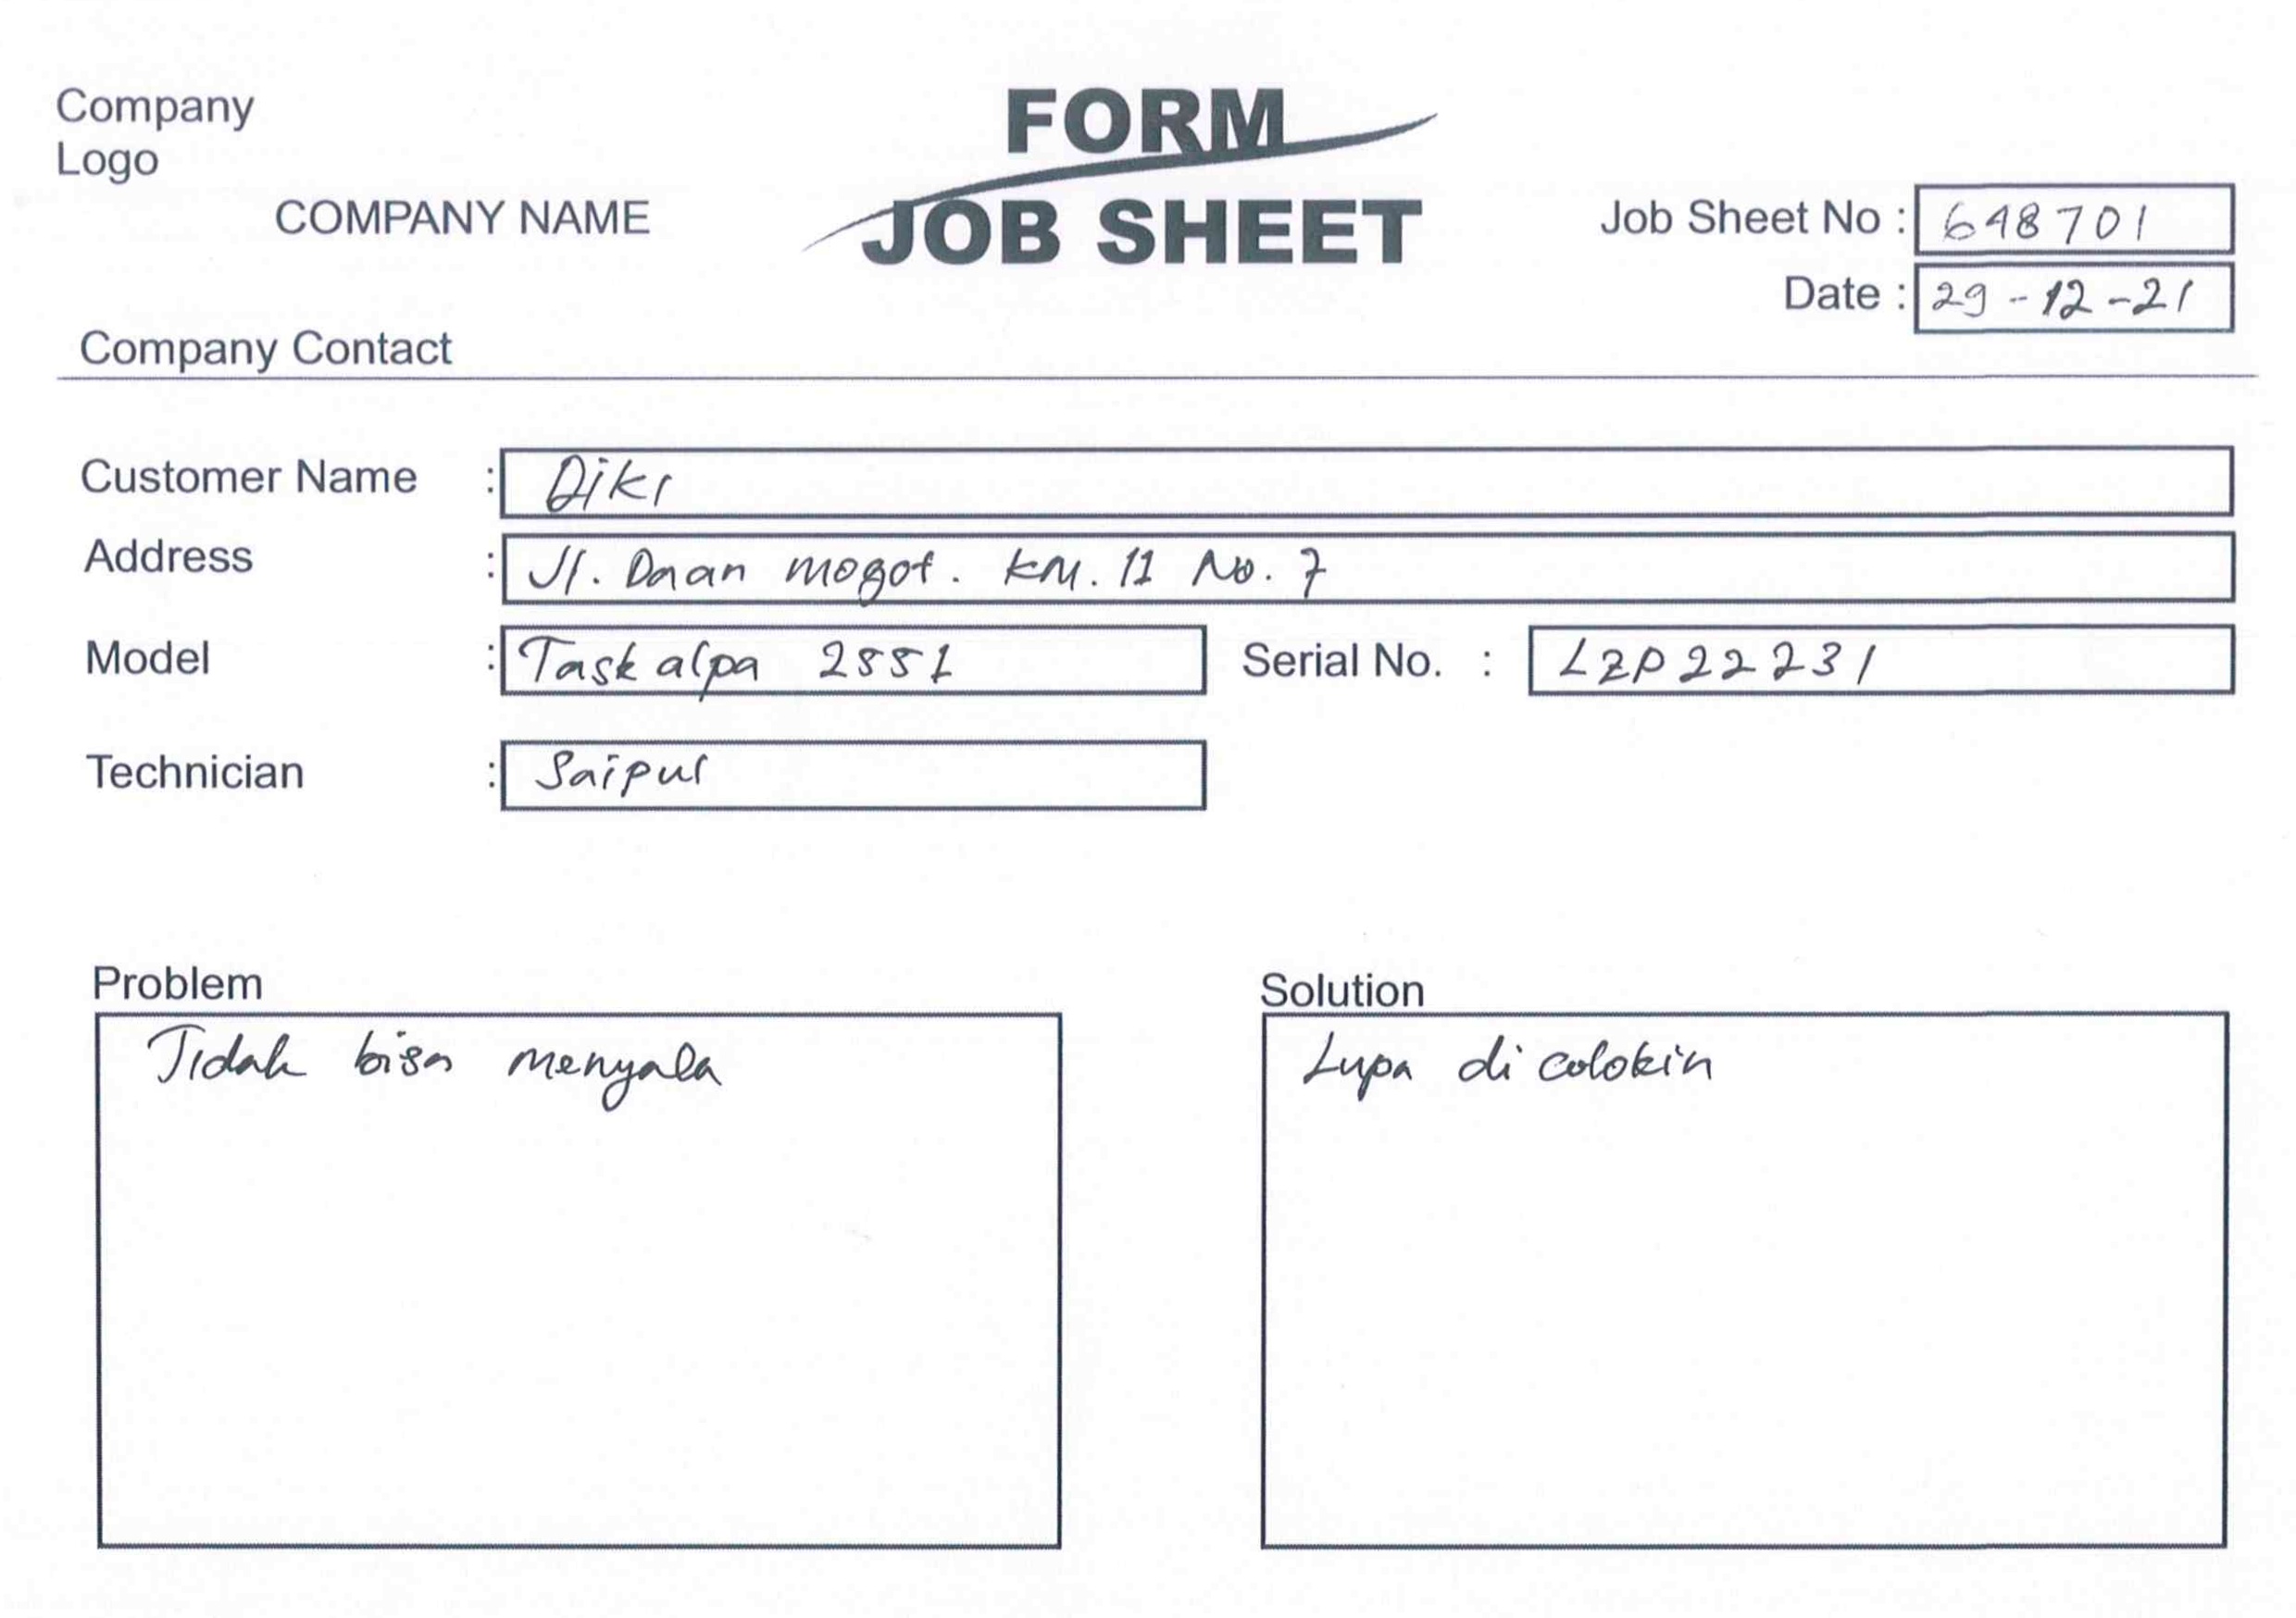 Company
Logo
COMPANY NAME
FORM
JOB SHEET
Job Sheet No : 648701
Date : 29-12-21
Company Contact
Customer Name : Diki
Address : Jl. Daan mogot. KM. 11 No. 7
Model : Task alpa 2551 Serial No. : LZP22231
Technician : Saipul
Problem
Tidak bisa menyala
Solution
Lupa di colokin